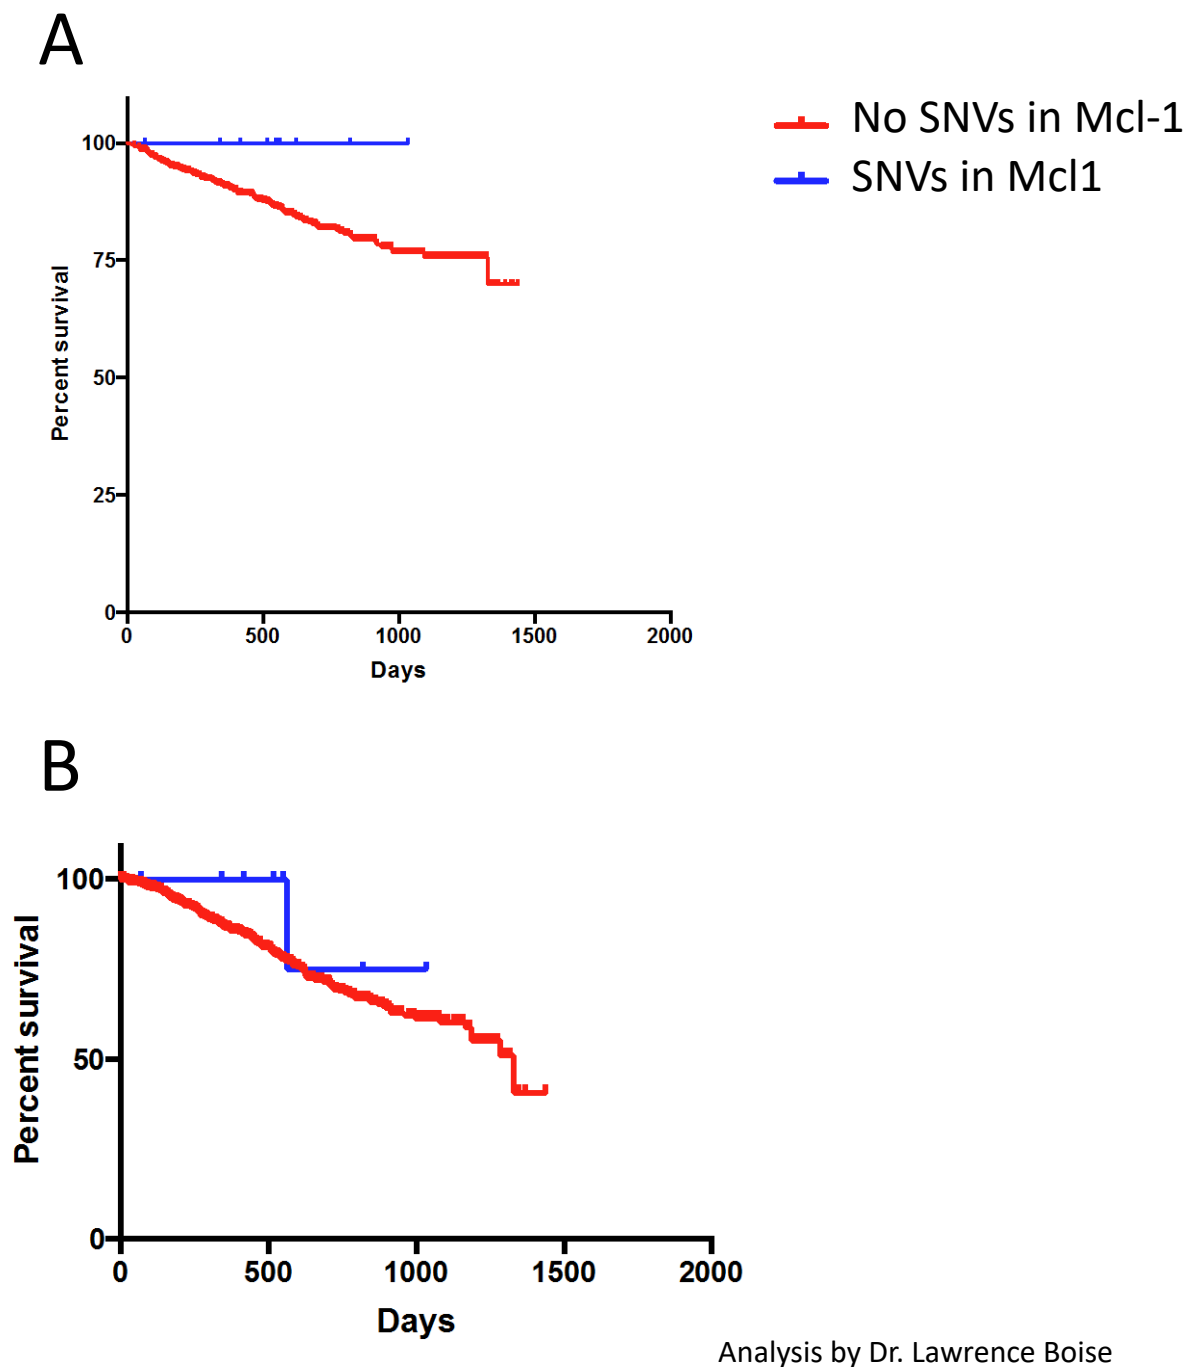 A
No SNVs in Mcl-1
SNVs in Mcl1
100
75
50
25
0
Percent survival
0 500 1000 1500 2000
Days
B
100
50
0
Percent survival
0 500 1000 1500 2000
Days
Analysis by Dr. Lawrence Boise